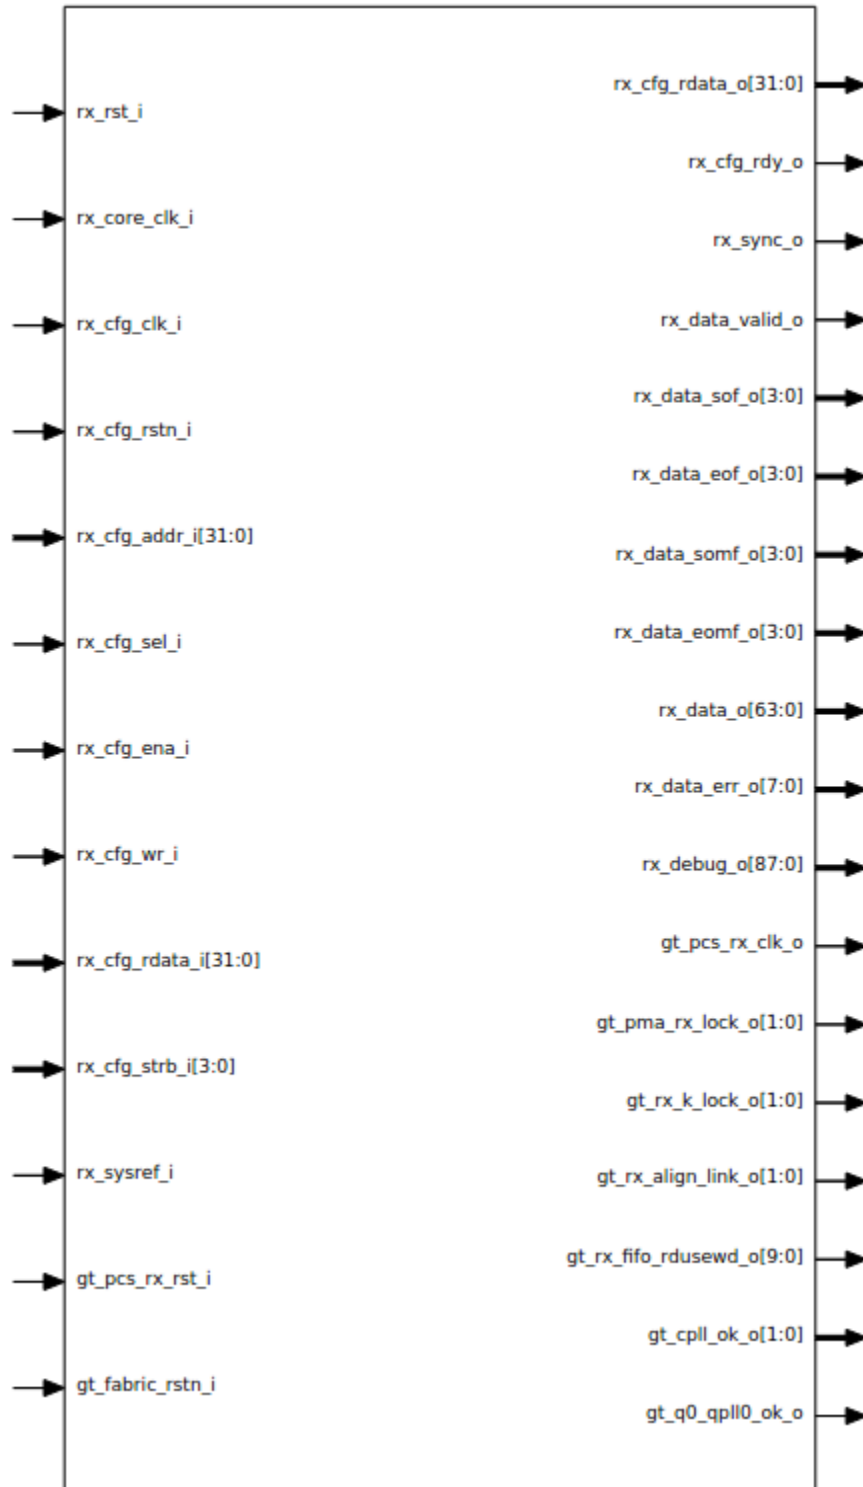 rx_rst_i
rx_core_clk_i
rx_cfg_clk_i
rx_cfg_rstn_i
rx_cfg_addr_i[31:0]
rx_cfg_sel_i
rx_cfg_ena_i
rx_cfg_wr_i
rx_cfg_rdata_i[31:0]
rx_cfg_strb_i[3:0]
rx_sysref_i
gt_pcs_rx_rst_i
gt_fabric_rstn_i
rx_cfg_rdata_o[31:0]
rx_cfg_rdy_o
rx_sync_o
rx_data_valid_o
rx_data_sof_o[3:0]
rx_data_eof_o[3:0]
rx_data_somf_o[3:0]
rx_data_eomf_o[3:0]
rx_data_o[63:0]
rx_data_err_o[7:0]
rx_debug_o[87:0]
gt_pcs_rx_clk_o
gt_pma_rx_lock_o[1:0]
gt_rx_k_lock_o[1:0]
gt_rx_align_link_o[1:0]
gt_rx_fifo_rdusewd_o[9:0]
gt_cpll_ok_o[1:0]
gt_q0_qpll0_ok_o